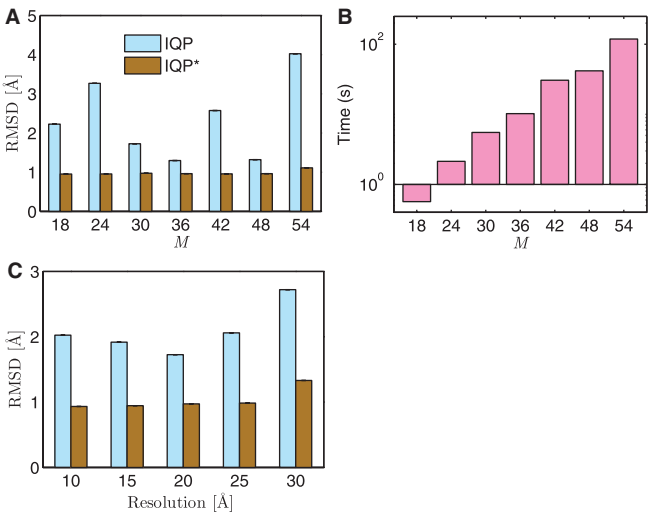 A
5
4
3
2
1
0
RMSD [Å]
IQP
IQP*
18 24 30 36 42 48 54
M
B
10²
10⁰
Time (s)
18 24 30 36 42 48 54
M
C
3
2
1
0
RMSD [Å]
10 15 20 25 30
Resolution [Å]